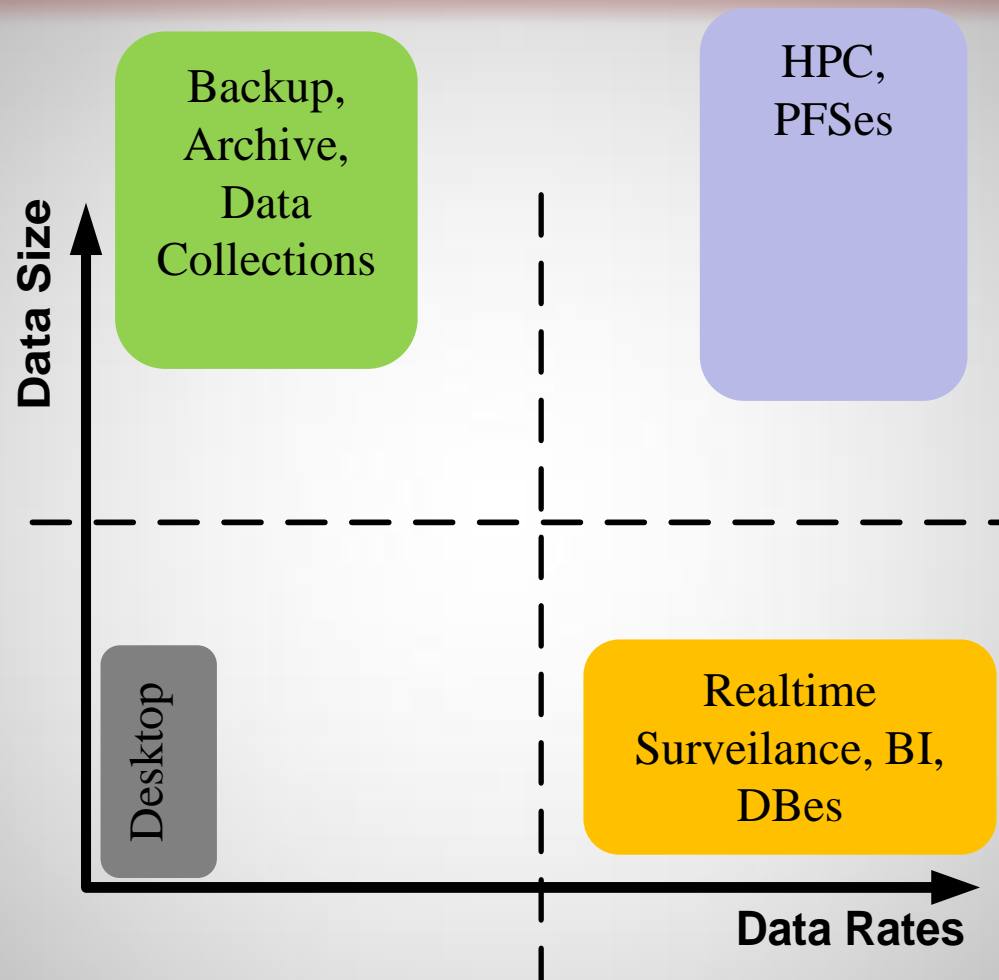 Backup,
Archive,
Data
Collections
HPC,
PFSes
Data Size
Desktop
Realtime
Surveilance, BI,
DBes
Data Rates